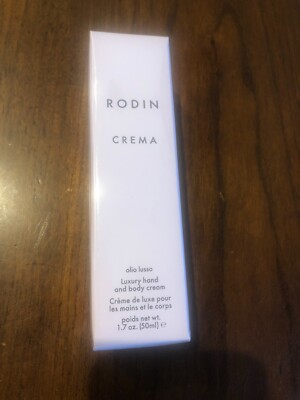 RODIN
CREMA
olio lusso
Luxury hand
and body cream
Crème de luxe pour
les mains et le corps
poids net wt.
1.7 oz. (50ml) ℮